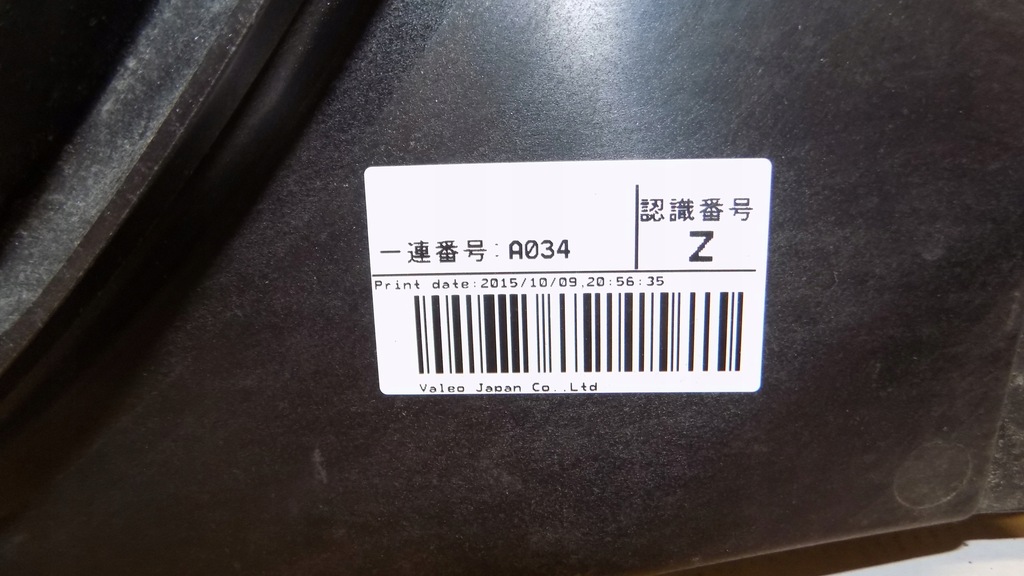 認識番号
一連番号:A034
Z
Print date:2015/10/09,20:56:35
Valeo Japan Co.,Ltd